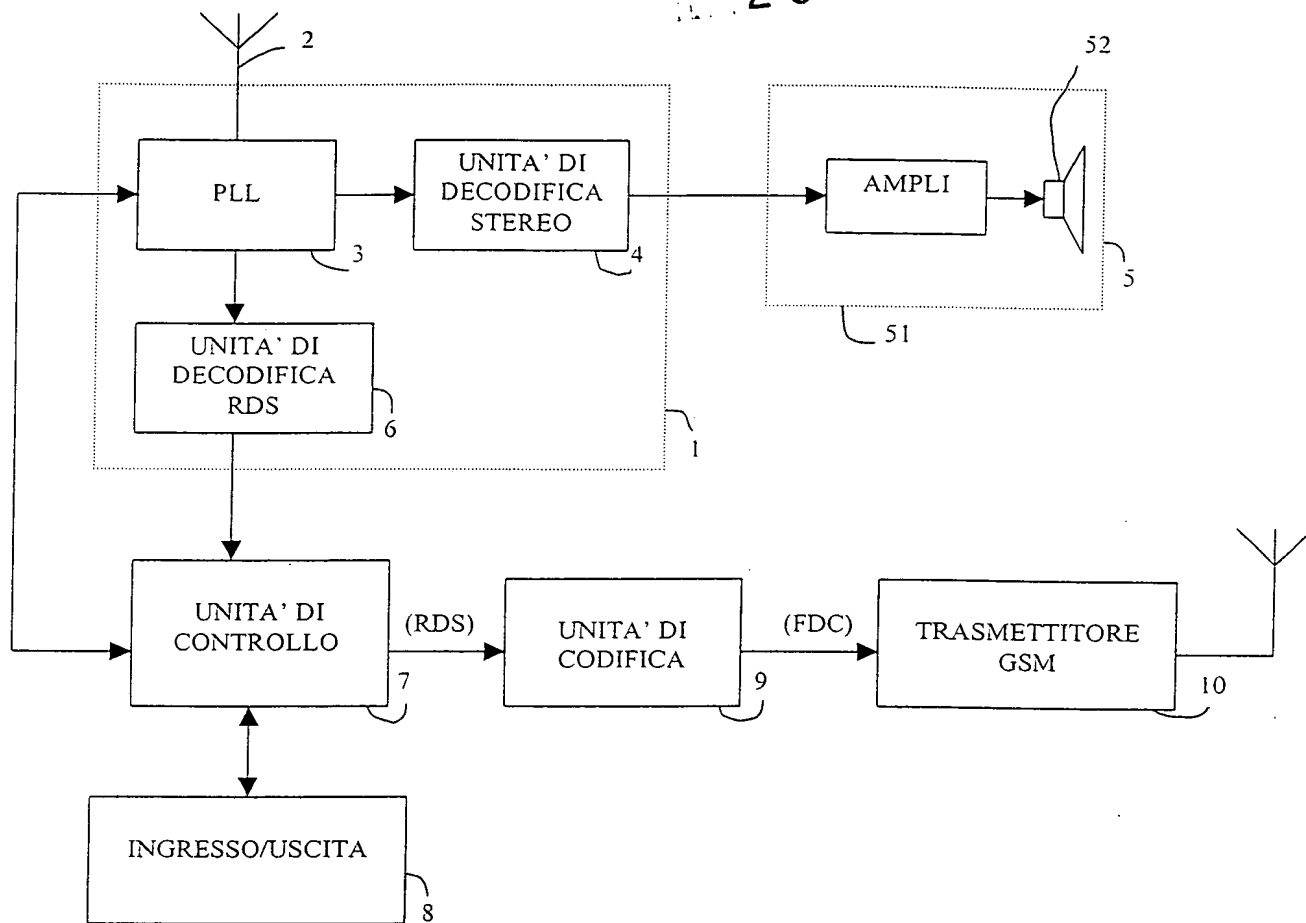 2
52
PLL
3
UNITA' DI
DECODIFICA
STEREO
4
AMPLI
5
51
UNITA' DI
DECODIFICA
RDS
6
1
UNITA' DI
CONTROLLO
7
(RDS)
UNITA' DI
CODIFICA
9
(FDC)
TRASMETTITORE
GSM
10
INGRESSO/USCITA
8